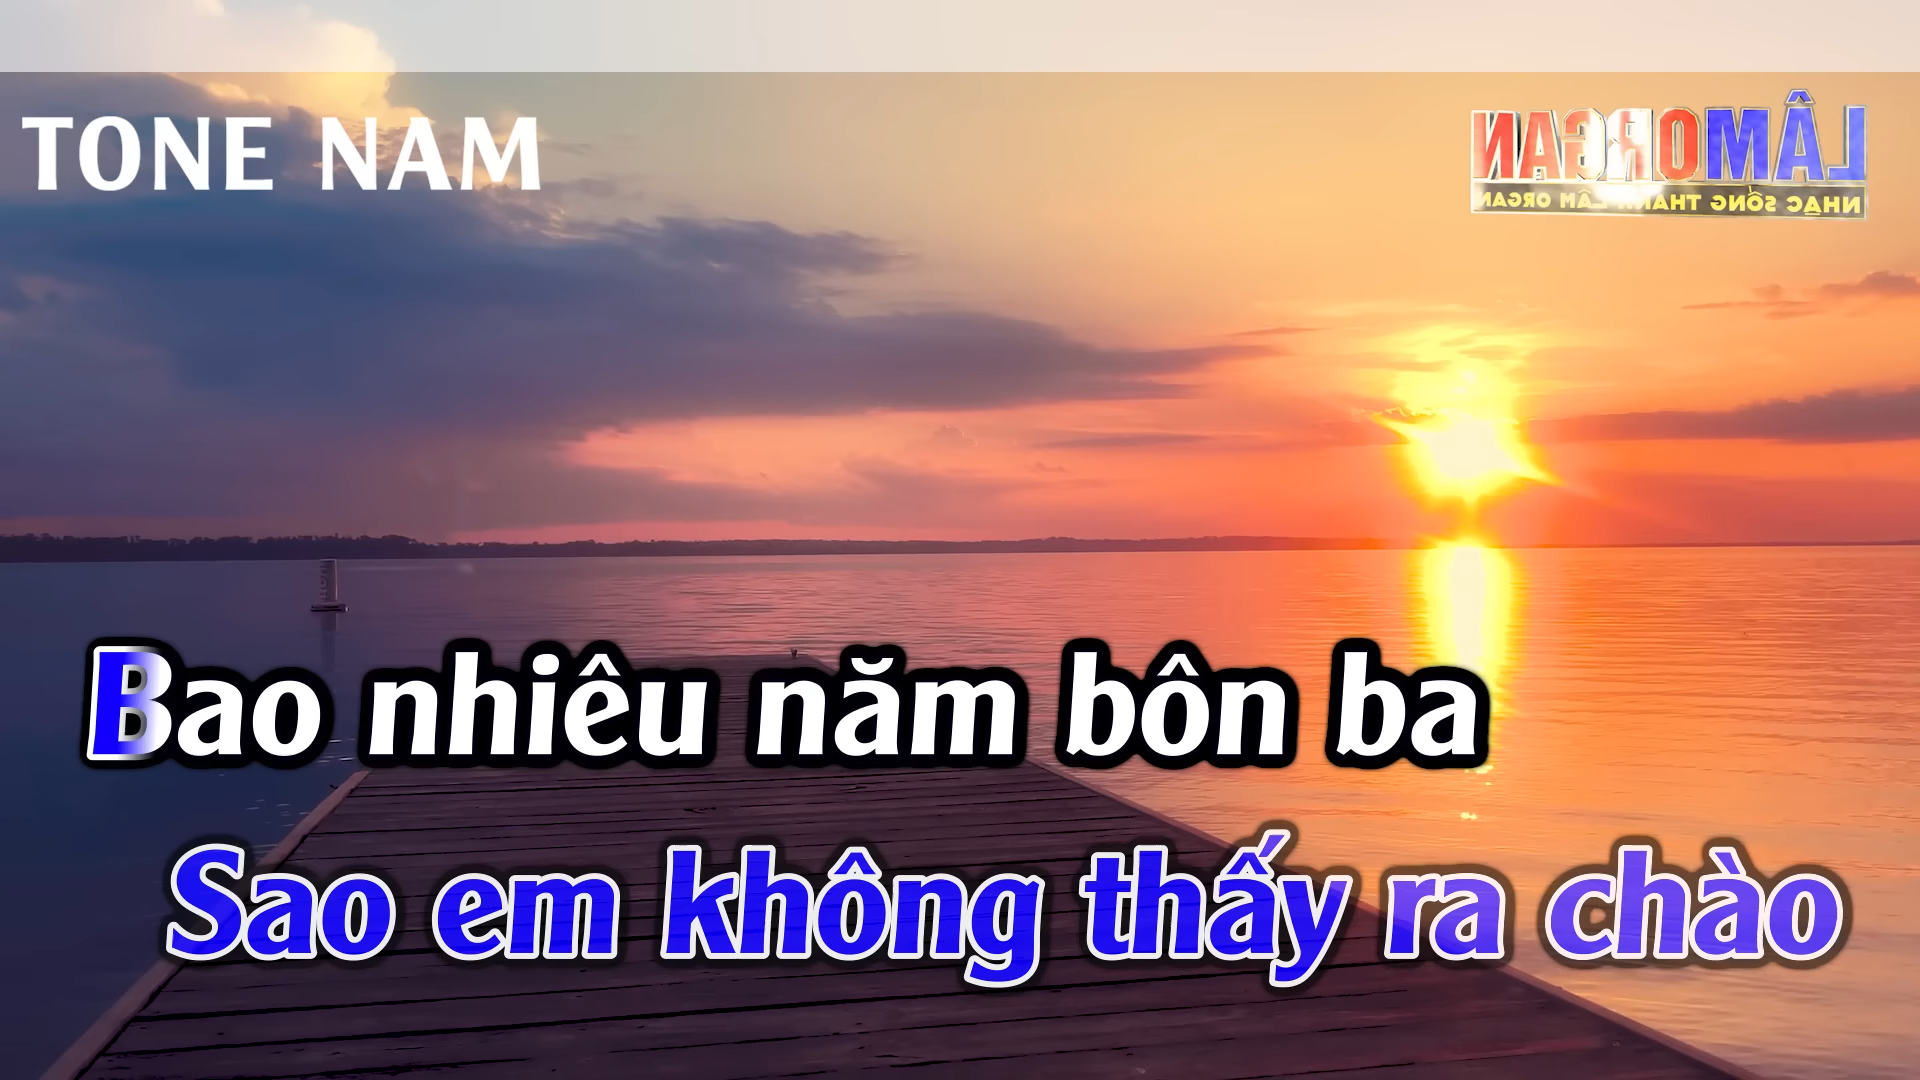 TONE NAM
LÂM ORGAN
NHẠC SỐNG THANH LÂM ORGAN
Bao nhiêu năm bôn ba
Sao em không thấy ra chào